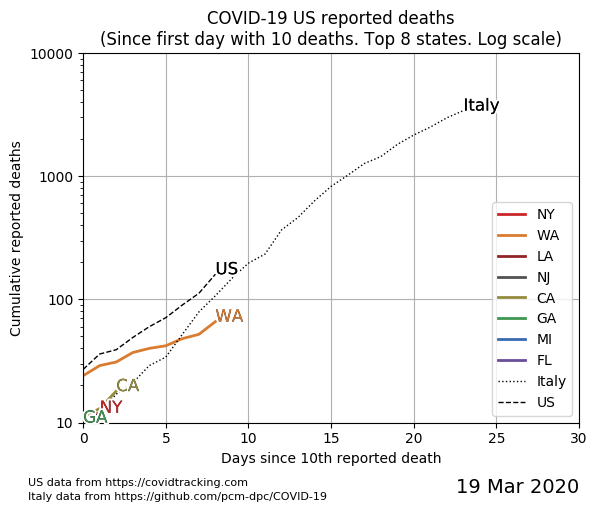 COVID-19 US reported deaths
(Since first day with 10 deaths. Top 8 states. Log scale)
10000
1000
100
10
Cumulative reported deaths
Italy
US
WA
CA
NY
GA
NY
WA
LA
NJ
CA
GA
MI
FL
Italy
US
0
5
10
15
20
25
30
Days since 10th reported death
US data from https://covidtracking.com
Italy data from https://github.com/pcm-dpc/COVID-19
19 Mar 2020